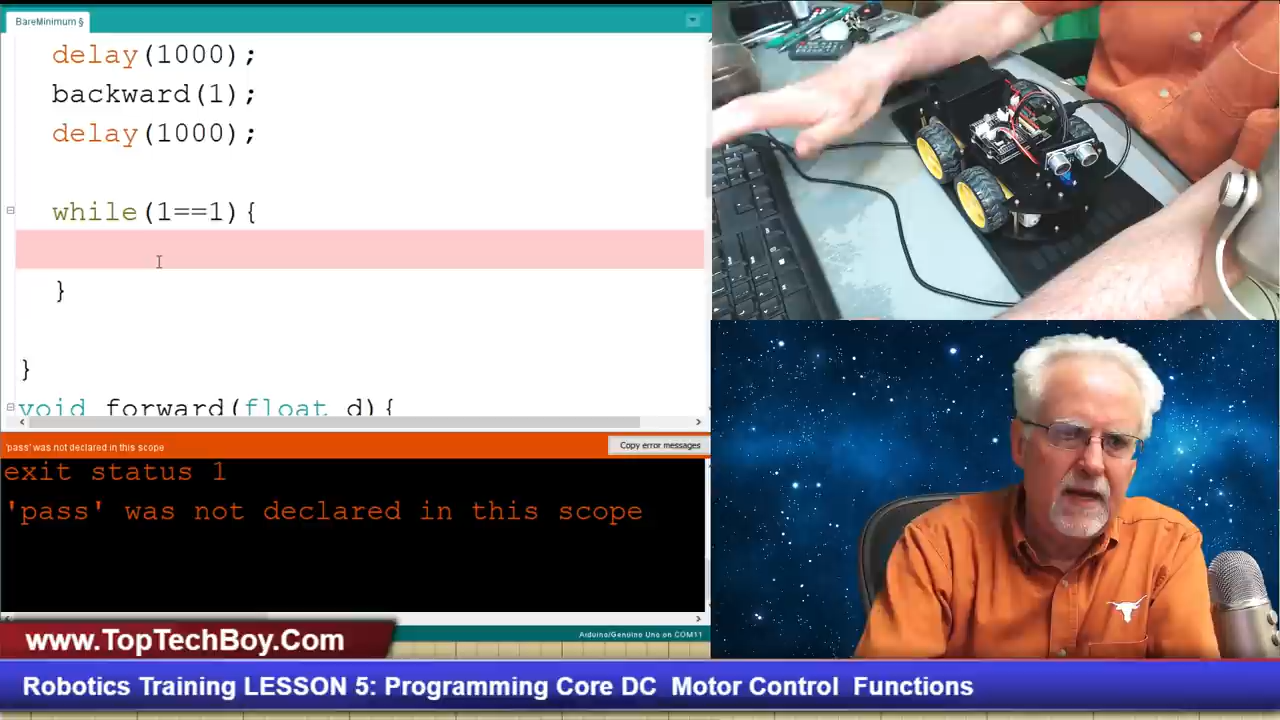 BareMinimum §
delay(1000);
backward(1);
delay(1000);
while(1==1){
}
}
void forward(float d){
'pass' was not declared in this scope
Copy error messages
exit status 1
'pass' was not declared in this scope
Arduino/Genuino Uno on COM11
www.TopTechBoy.Com
Robotics Training LESSON 5: Programming Core DC Motor Control Functions